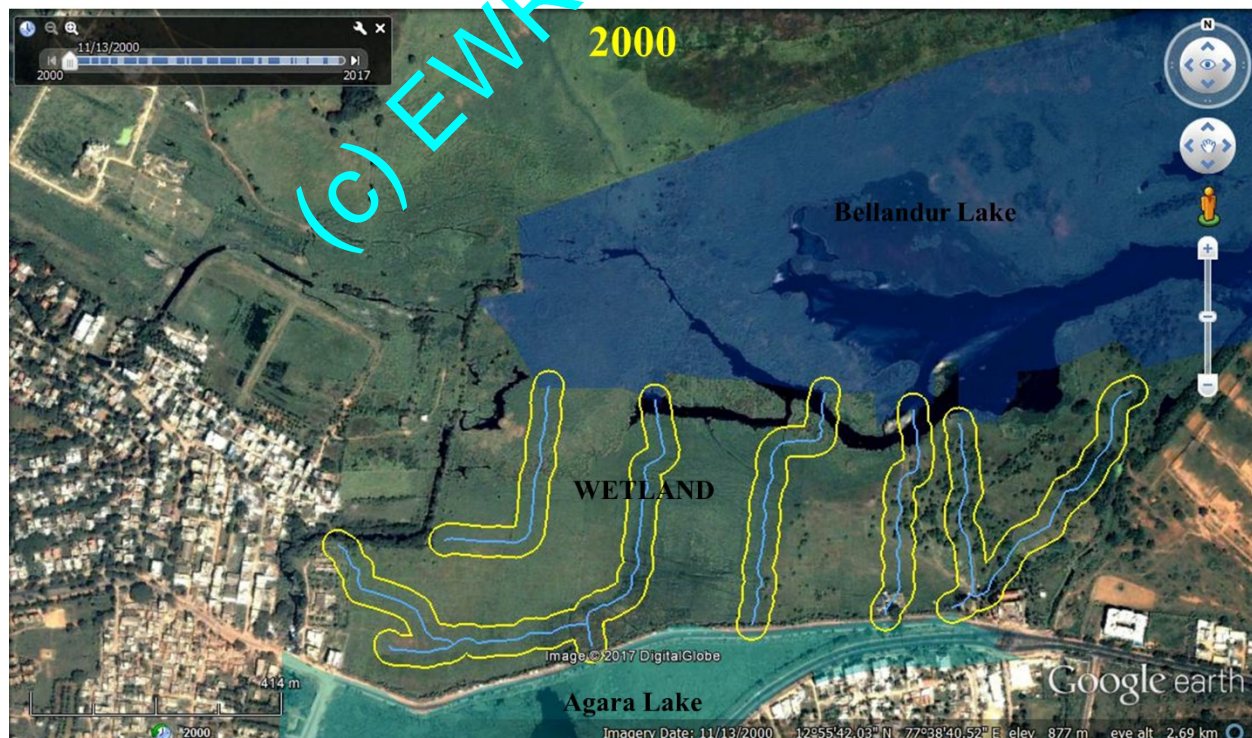 11/13/2000
2000
2017
2000
(c) EWR
N
Bellandur Lake
WETLAND
Image © 2017 DigitalGlobe
414 m
Agara Lake
Google earth
2000
Imagery Date: 11/13/2000 12°55'42.03" N 77°38'40.52" E elev 877 m eye alt 2.69 km